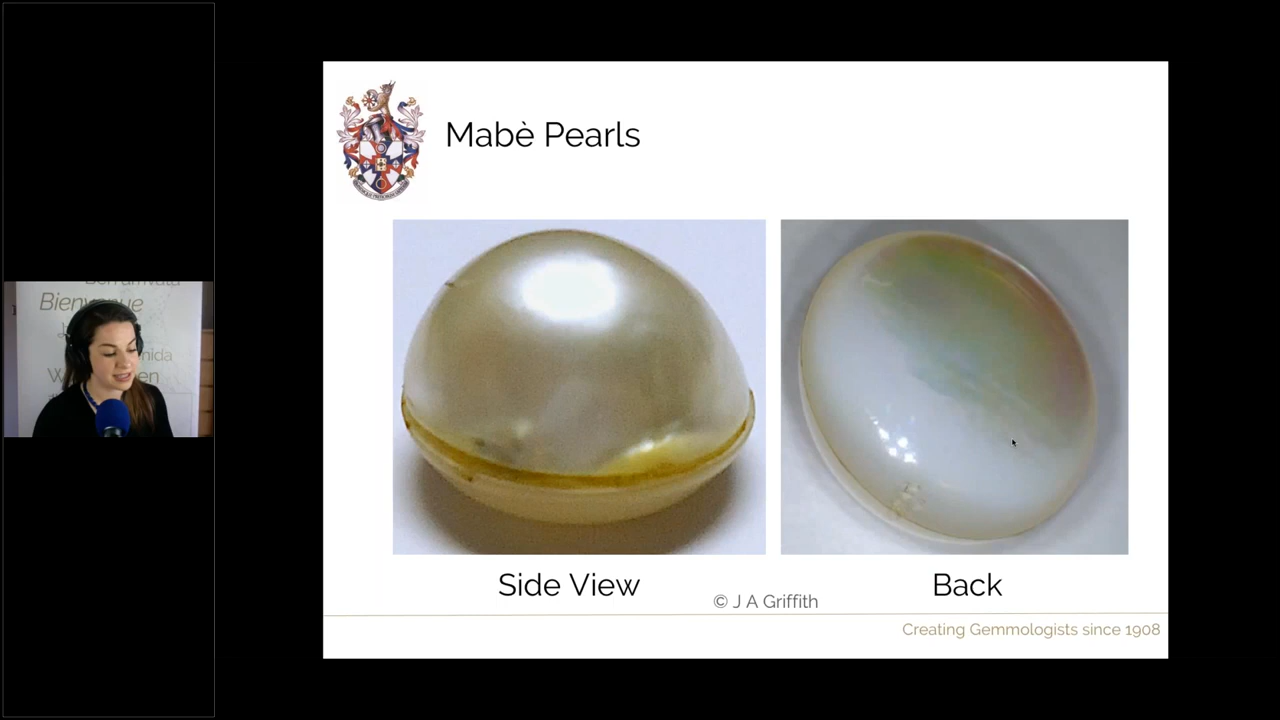 Mabè Pearls
Side View
Back
© J A Griffith
Creating Gemmologists since 1908
Bienvenue